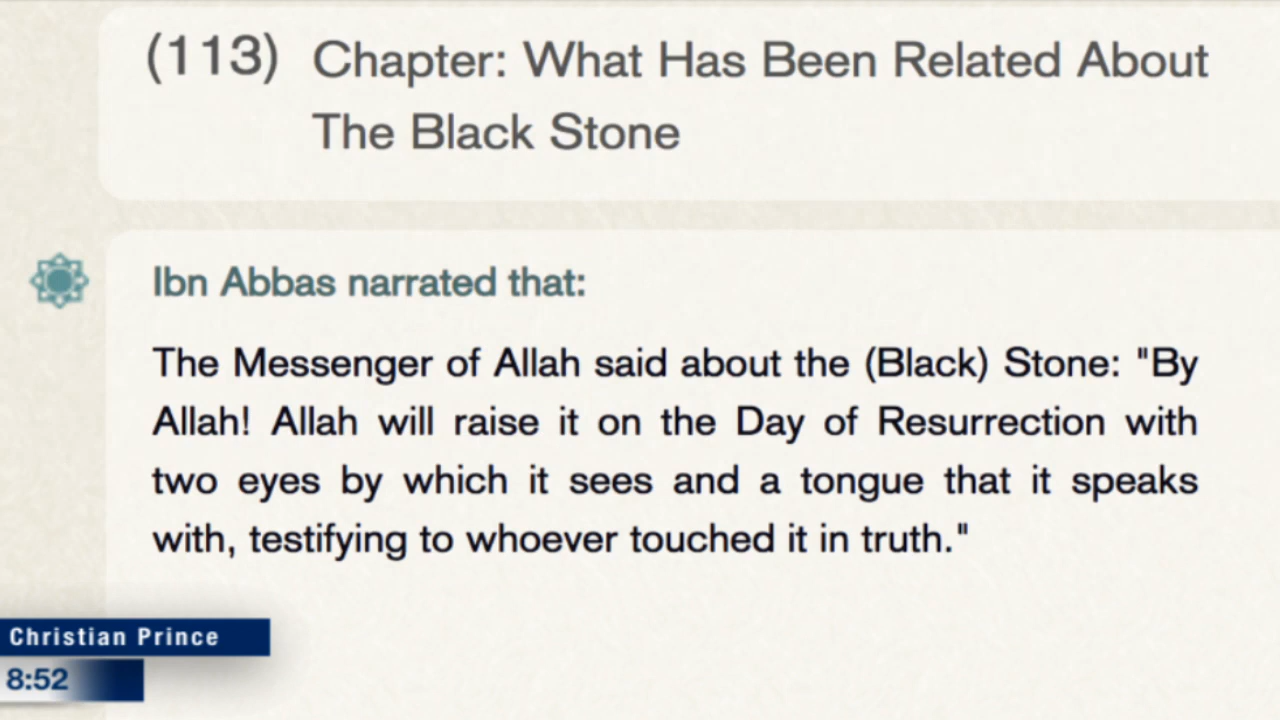 (113) Chapter: What Has Been Related About
The Black Stone
Ibn Abbas narrated that:
The Messenger of Allah said about the (Black) Stone: "By
Allah! Allah will raise it on the Day of Resurrection with
two eyes by which it sees and a tongue that it speaks
with, testifying to whoever touched it in truth."
Christian Prince
8:52